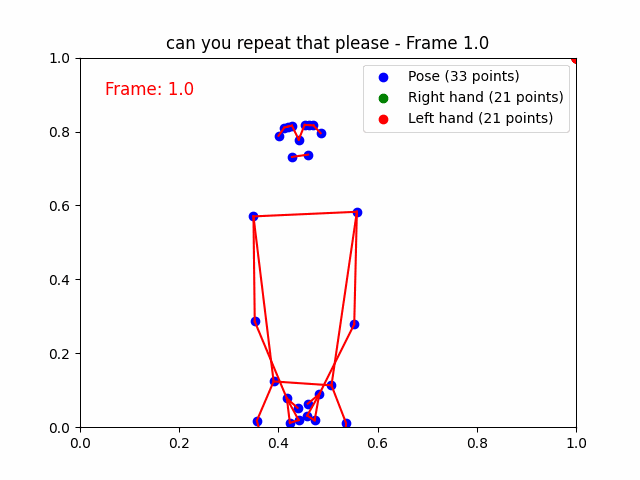 can you repeat that please - Frame 1.0
Frame: 1.0
Pose (33 points)
Right hand (21 points)
Left hand (21 points)
1.0
0.8
0.6
0.4
0.2
0.0
0.0 0.2 0.4 0.6 0.8 1.0